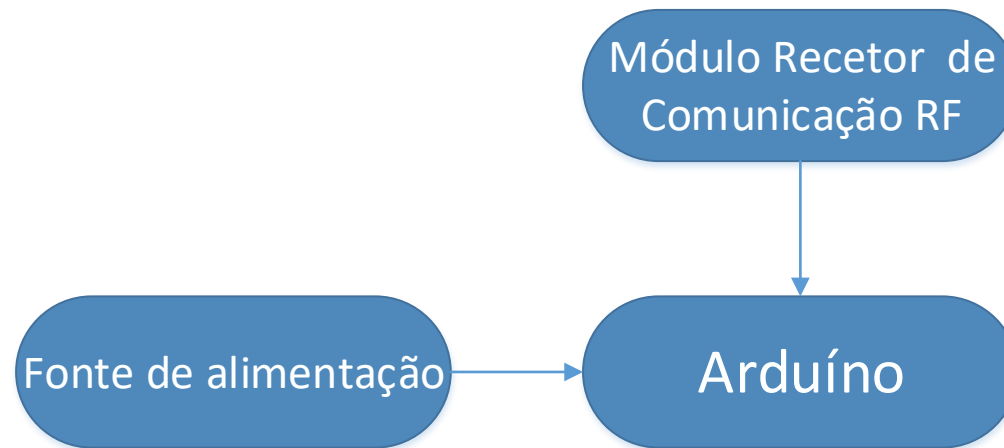 Módulo Recetor de
Comunicação RF
Fonte de alimentação
Arduíno